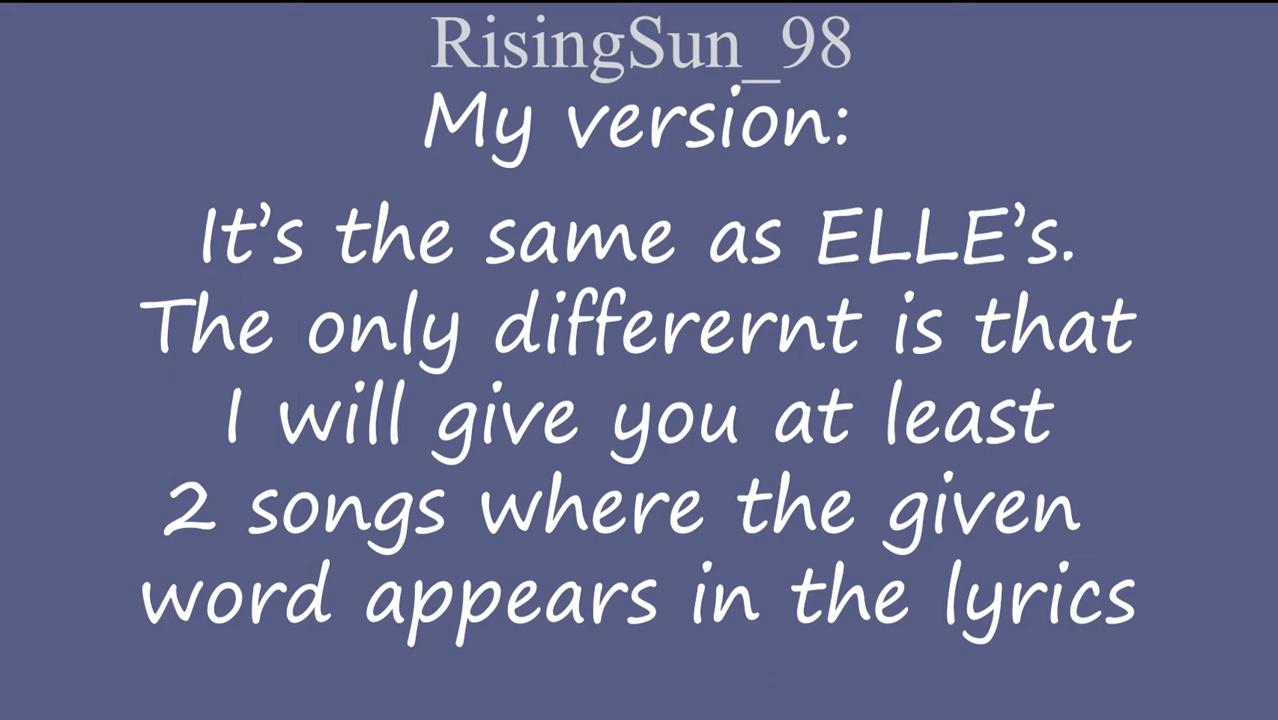 RisingSun_98
My version:
It's the same as ELLE's.
The only differernt is that
I will give you at least
2 songs where the given
word appears in the lyrics